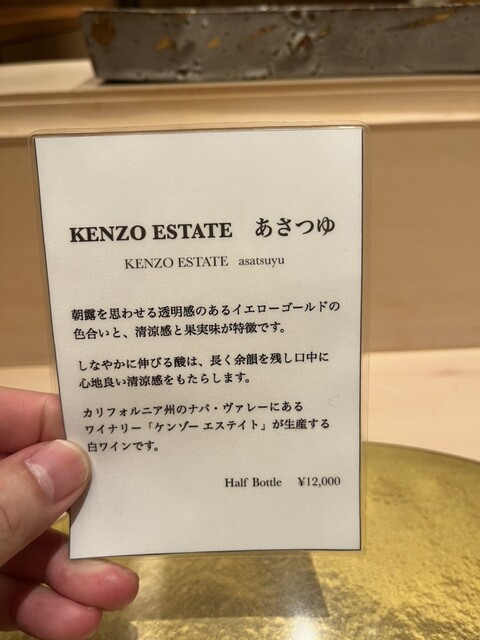 KENZO ESTATE あさつゆ
KENZO ESTATE asatsuyu
朝露を思わせる透明感のあるイエローゴールドの
色合いと、清涼感と果実味が特徴です。
しなやかに伸びる酸は、長く余韻を残し口中に
心地良い清涼感をもたらします。
カリフォルニア州のナパ・ヴァレーにある
ワイナリー「ケンゾー エステイト」が生産する
白ワインです。
Half Bottle ¥12,000